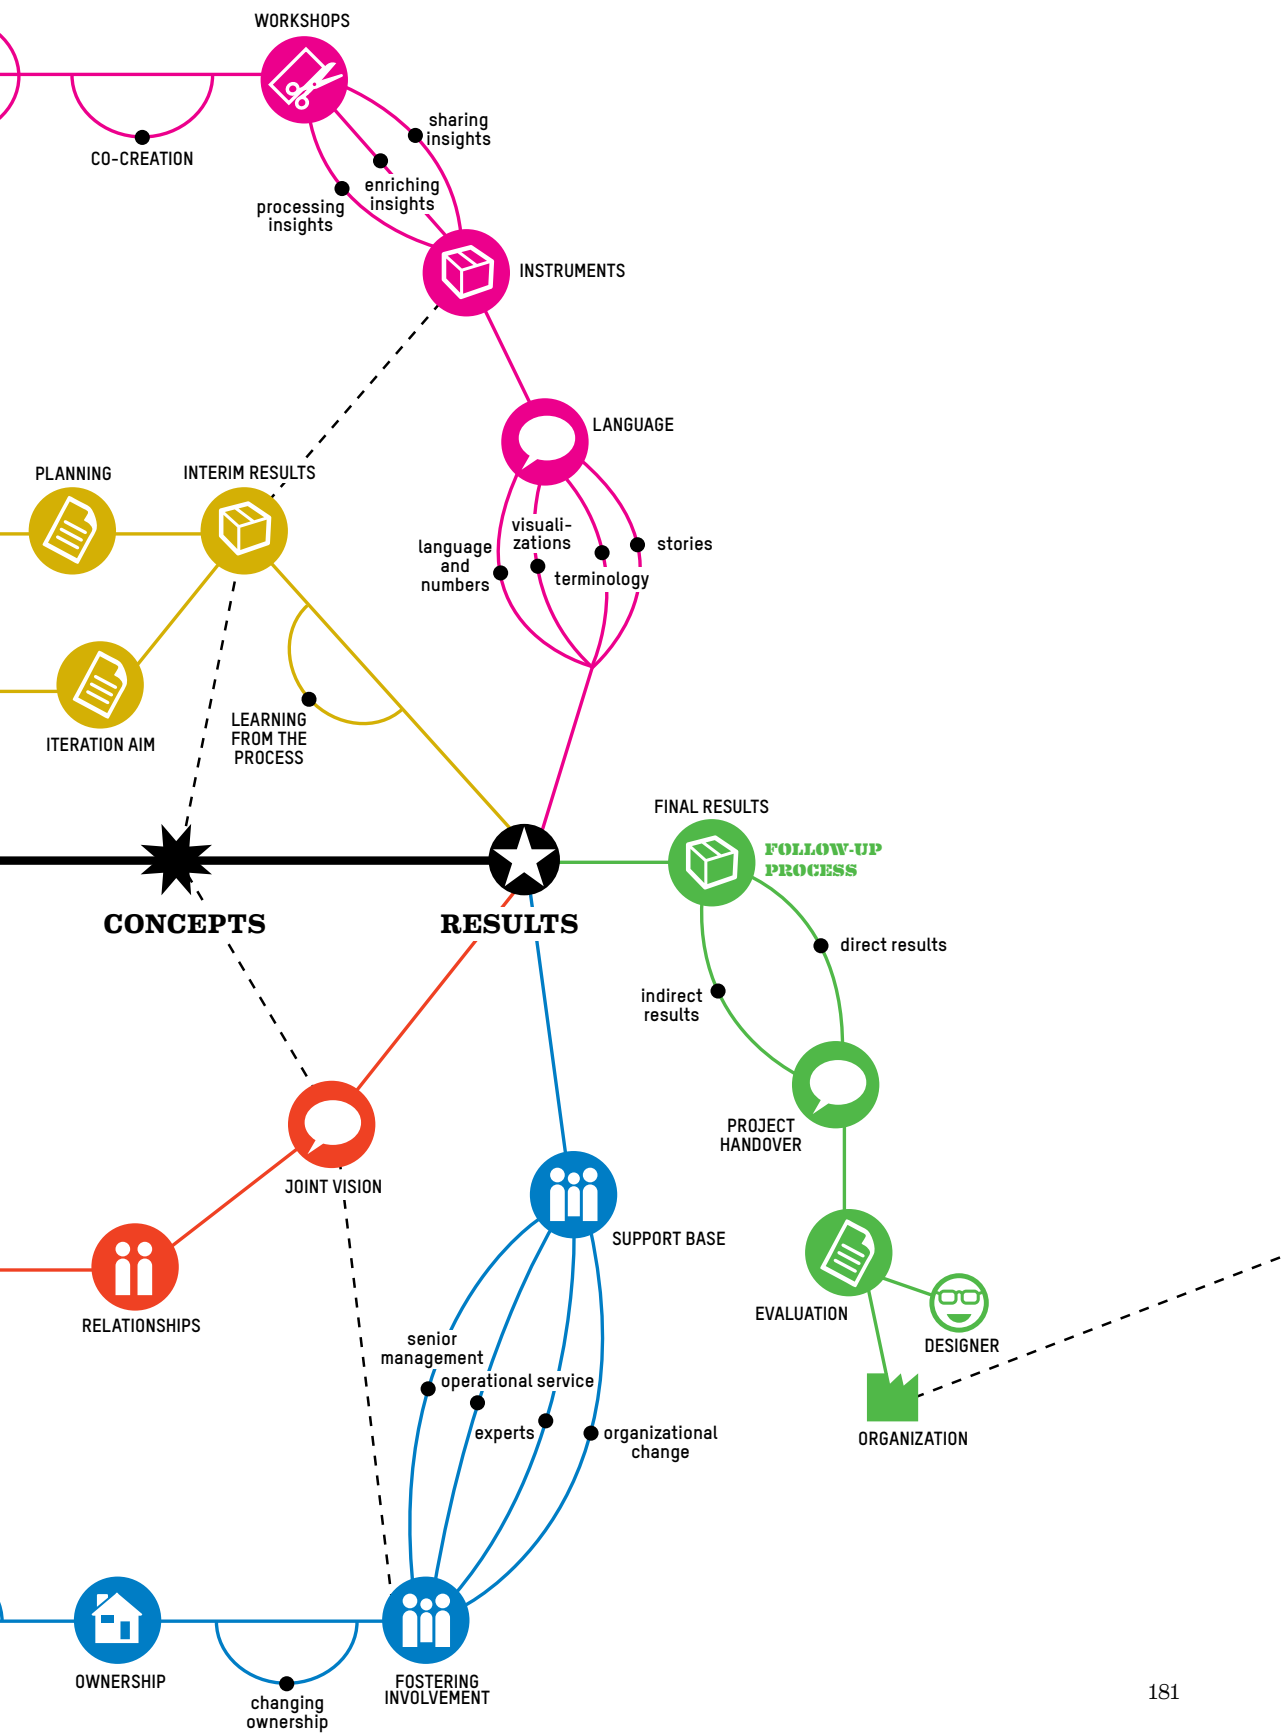 WORKSHOPS
CO-CREATION
sharing
insights
enriching
insights
processing
insights
INSTRUMENTS
LANGUAGE
PLANNING
INTERIM RESULTS
visuali-
zations
language
and
numbers
stories
terminology
ITERATION AIM
LEARNING
FROM THE
PROCESS
FINAL RESULTS
FOLLOW-UP
PROCESS
CONCEPTS
RESULTS
direct results
indirect
results
PROJECT
HANDOVER
JOINT VISION
SUPPORT BASE
RELATIONSHIPS
EVALUATION
DESIGNER
senior
management
operational service
experts
organizational
change
ORGANIZATION
OWNERSHIP
changing
ownership
FOSTERING
INVOLVEMENT
181